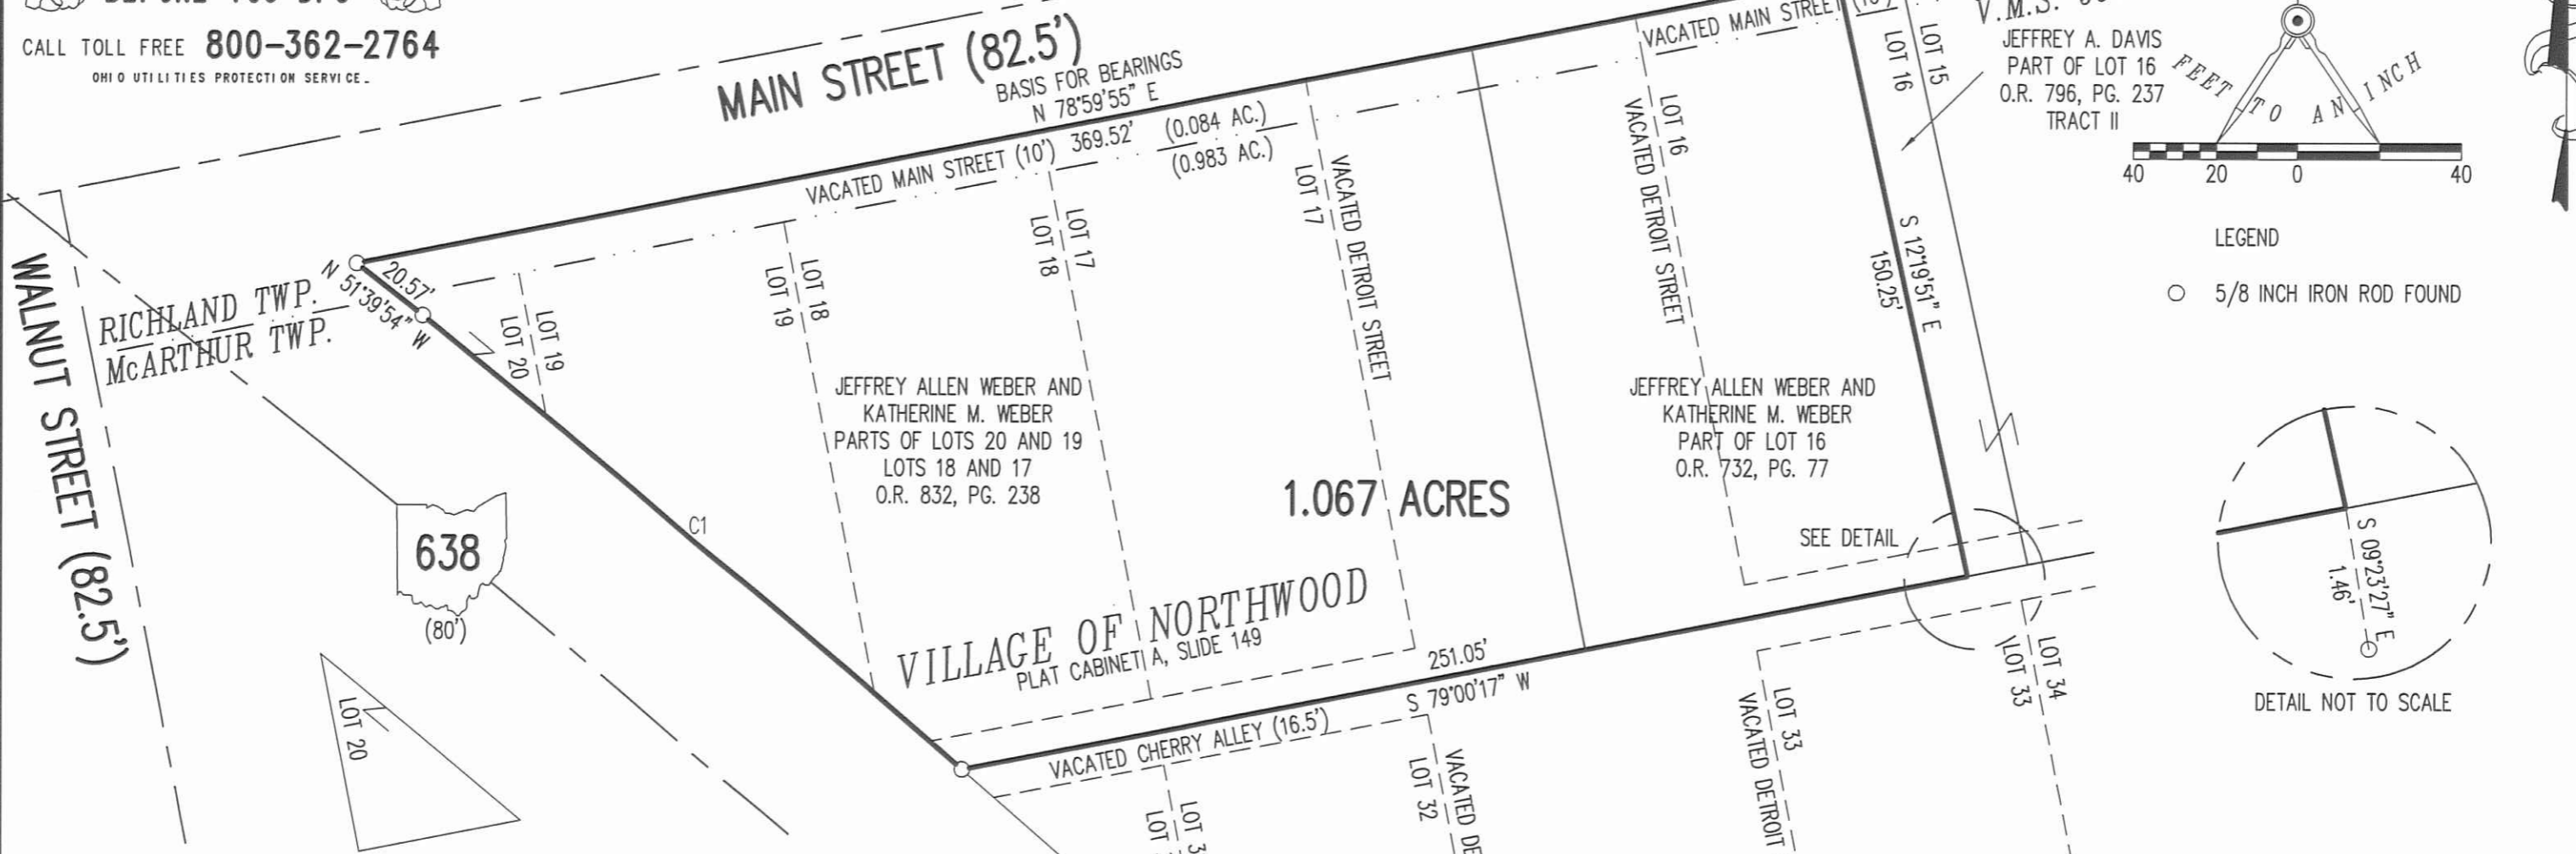 CALL TOLL FREE 800-362-2764
OHIO UTILITIES PROTECTION SERVICE.
MAIN STREET (82.5')
BASIS FOR BEARINGS
N 78°59'55" E
369.52'
(0.084 AC.)
(0.983 AC.)
VACATED MAIN STREET (10')
VACATED MAIN STREET
LOT 15
LOT 16
JEFFREY A. DAVIS
PART OF LOT 16
O.R. 796, PG. 237
TRACT II
FEET TO AN INCH
40 20 0 40
LEGEND
5/8 INCH IRON ROD FOUND
WALNUT STREET (82.5')
RICHLAND TWP.
McARTHUR TWP.
20.57'
N 51°39'54" W
LOT 19
LOT 20
LOT 18
LOT 19
LOT 17
LOT 18
VACATED DETROIT STREET
LOT 17
LOT 16
VACATED DETROIT STREET
S 12°19'51" E
150.25'
JEFFREY ALLEN WEBER AND
KATHERINE M. WEBER
PARTS OF LOTS 20 AND 19
LOTS 18 AND 17
O.R. 832, PG. 238
JEFFREY ALLEN WEBER AND
KATHERINE M. WEBER
PART OF LOT 16
O.R. 732, PG. 77
1.067 ACRES
C1
638
(80')
SEE DETAIL
VILLAGE OF NORTHWOOD
PLAT CABINET A, SLIDE 149
251.05'
S 79°00'17" W
VACATED CHERRY ALLEY (16.5')
LOT 20
VACATED
LOT 32
LOT 33
VACATED DETROIT
LOT 34
LOT 33
S 09°23'27" E
1.46'
DETAIL NOT TO SCALE
LOT
LOT